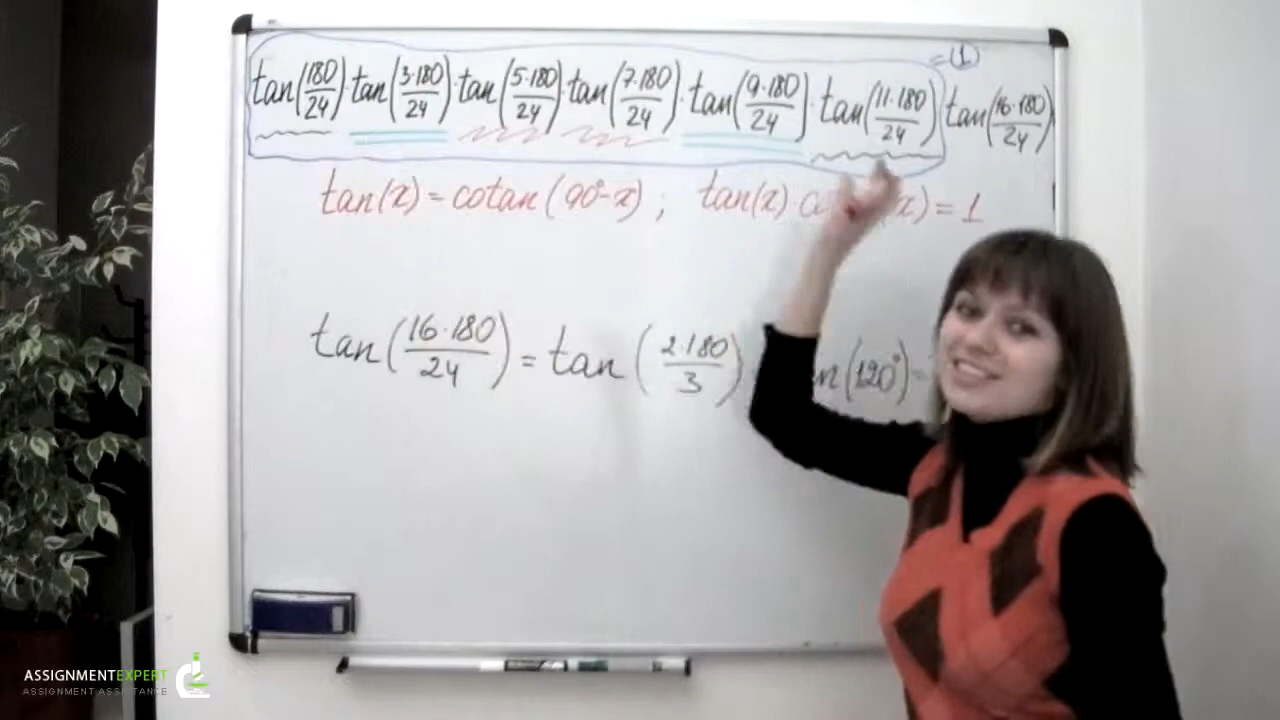 = (1)
tan(180/24) · tan(3·180/24) · tan(5·180/24) · tan(7·180/24) · tan(9·180/24) · tan(11·180/24) tan(16·180/24)
tan(x) = cotan(90°-x) ; tan(x) x) = 1
tan(16·180/24) = tan(2·180/3) n(120°) =
ASSIGNMENTEXPERT
ASSIGNMENT ASSISTANCE